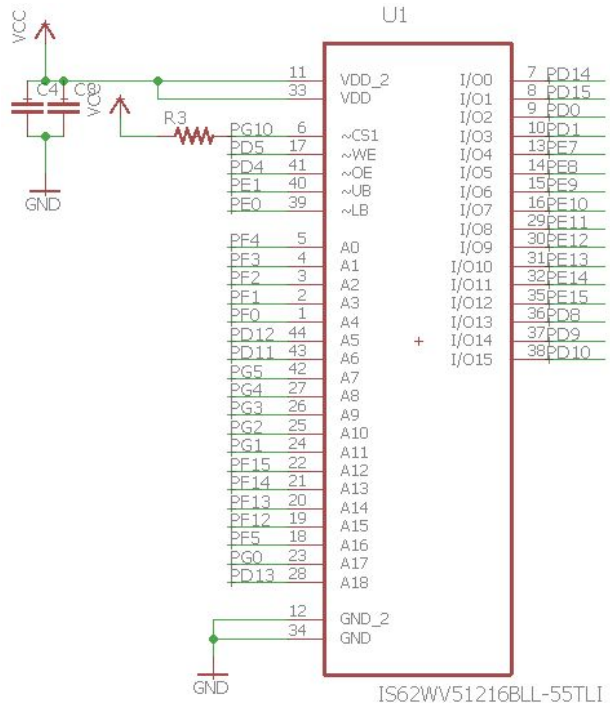 U1
VCC
C4 C8
VCC
R3
GND
11 VDD_2 I/O0 7 PD14
33 VDD I/O1 8 PD15
I/O2 9 PD0
PG10 6 ~CS1 I/O3 10 PD1
PD5 17 ~WE I/O4 13 PE7
PD4 41 ~OE I/O5 14 PE8
PE1 40 ~UB I/O6 15 PE9
PE0 39 ~LB I/O7 16 PE10
I/O8 29 PE11
PF4 5 A0 I/O9 30 PE12
PF3 4 A1 I/O10 31 PE13
PF2 3 A2 I/O11 32 PE14
PF1 2 A3 I/O12 35 PE15
PF0 1 A4 I/O13 36 PD8
PD12 44 A5 I/O14 37 PD9
PD11 43 A6 I/O15 38 PD10
PG5 42 A7
PG4 27 A8
PG3 26 A9
PG2 25 A10
PG1 24 A11
PF15 22 A12
PF14 21 A13
PF13 20 A14
PF12 19 A15
PF5 18 A16
PG0 23 A17
PD13 28 A18
12 GND_2
34 GND
GND
IS62WV51216BLL-55TLI